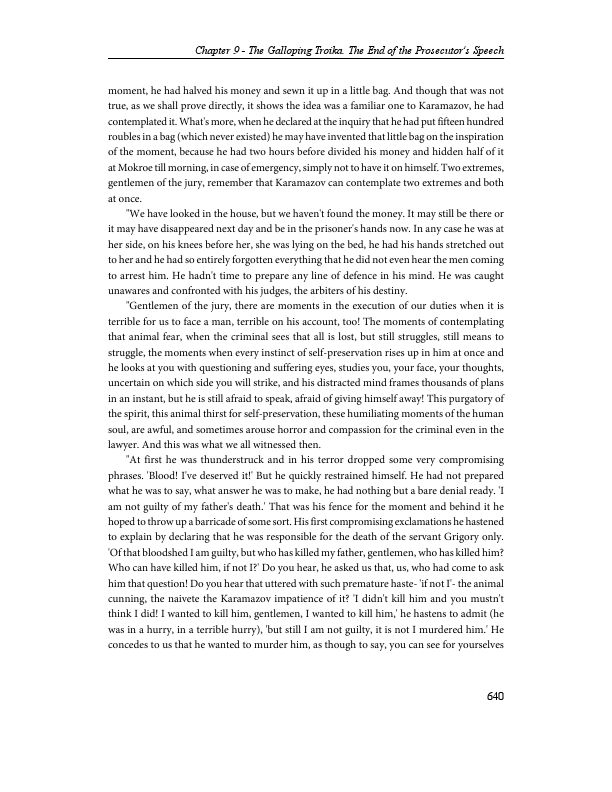 Chapter 9 - The Galloping Troika. The End of the Prosecutor's Speech
moment, he had halved his money and sewn it up in a little bag. And though that was not
true, as we shall prove directly, it shows the idea was a familiar one to Karamazov, he had
contemplated it. What's more, when he declared at the inquiry that he had put fifteen hundred
roubles in a bag (which never existed) he may have invented that little bag on the inspiration
of the moment, because he had two hours before divided his money and hidden half of it
at Mokroe till morning, in case of emergency, simply not to have it on himself. Two extremes,
gentlemen of the jury, remember that Karamazov can contemplate two extremes and both
at once.
"We have looked in the house, but we haven't found the money. It may still be there or
it may have disappeared next day and be in the prisoner's hands now. In any case he was at
her side, on his knees before her, she was lying on the bed, he had his hands stretched out
to her and he had so entirely forgotten everything that he did not even hear the men coming
to arrest him. He hadn't time to prepare any line of defence in his mind. He was caught
unawares and confronted with his judges, the arbiters of his destiny.
"Gentlemen of the jury, there are moments in the execution of our duties when it is
terrible for us to face a man, terrible on his account, too! The moments of contemplating
that animal fear, when the criminal sees that all is lost, but still struggles, still means to
struggle, the moments when every instinct of self-preservation rises up in him at once and
he looks at you with questioning and suffering eyes, studies you, your face, your thoughts,
uncertain on which side you will strike, and his distracted mind frames thousands of plans
in an instant, but he is still afraid to speak, afraid of giving himself away! This purgatory of
the spirit, this animal thirst for self-preservation, these humiliating moments of the human
soul, are awful, and sometimes arouse horror and compassion for the criminal even in the
lawyer. And this was what we all witnessed then.
"At first he was thunderstruck and in his terror dropped some very compromising
phrases. 'Blood! I've deserved it!' But he quickly restrained himself. He had not prepared
what he was to say, what answer he was to make, he had nothing but a bare denial ready. 'I
am not guilty of my father's death.' That was his fence for the moment and behind it he
hoped to throw up a barricade of some sort. His first compromising exclamations he hastened
to explain by declaring that he was responsible for the death of the servant Grigory only.
'Of that bloodshed I am guilty, but who has killed my father, gentlemen, who has killed him?
Who can have killed him, if not I?' Do you hear, he asked us that, us, who had come to ask
him that question! Do you hear that uttered with such premature haste- 'if not I'- the animal
cunning, the naivete the Karamazov impatience of it? 'I didn't kill him and you mustn't
think I did! I wanted to kill him, gentlemen, I wanted to kill him,' he hastens to admit (he
was in a hurry, in a terrible hurry), 'but still I am not guilty, it is not I murdered him.' He
concedes to us that he wanted to murder him, as though to say, you can see for yourselves
640